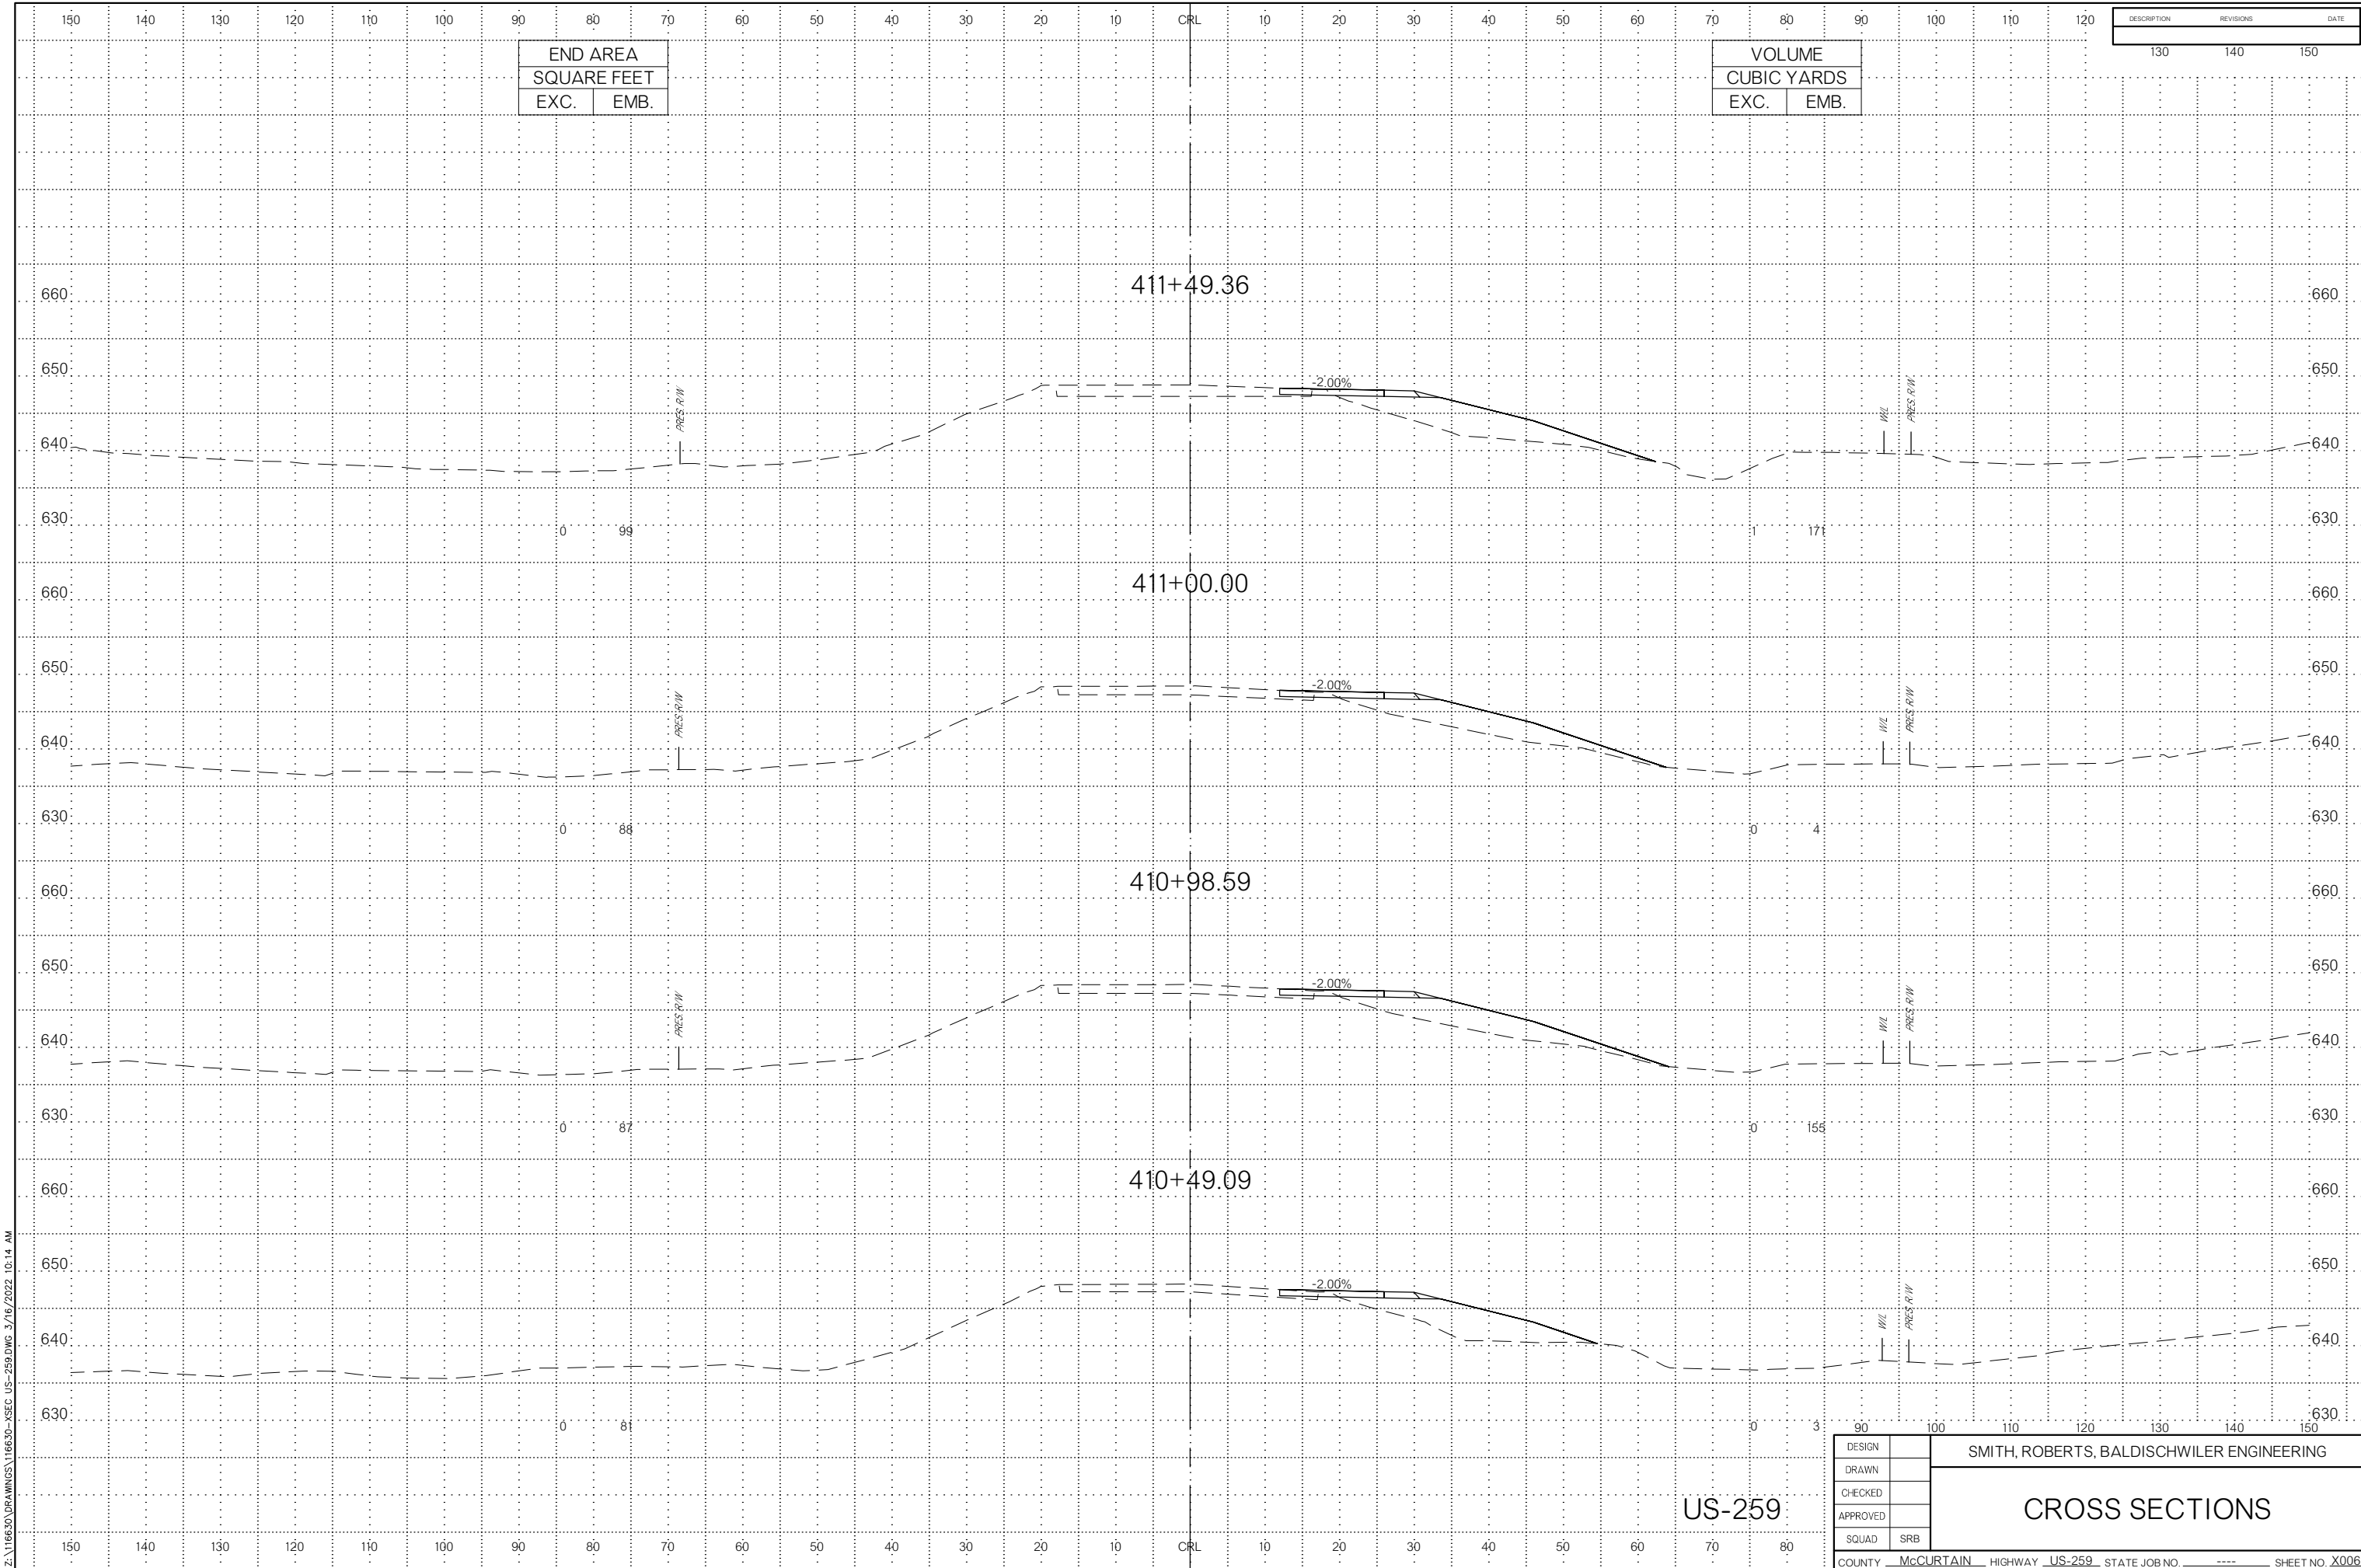 150 140 130 120 110 100 90 80 70 60 50 40 30 20 10 CRL 10 20 30 40 50 60 70 80 90 100 110 120
DESCRIPTION REVISIONS DATE
130 140 150
END AREA
SQUARE FEET
EXC. EMB.
VOLUME
CUBIC YARDS
EXC. EMB.
411+49.36
660 660
650 650
-2.00%
PRES. R/W
W/L
PRES. R/W
640 640
630 630
0 99 1 171
411+00.00
660 660
650 650
-2.00%
PRES. R/W
W/L
PRES. R/W
640 640
630 630
0 88 0 4
410+98.59
660 660
650 650
-2.00%
PRES. R/W
W/L
PRES. R/W
640 640
630 630
0 87 0 155
410+49.09
660 660
650 650
-2.00%
W/L
PRES. R/W
640 640
630 630
0 81 0 3
90 100 110 120 130 140 150
US-259
DESIGN
DRAWN
CHECKED
APPROVED
SQUAD SRB
SMITH, ROBERTS, BALDISCHWILER ENGINEERING
CROSS SECTIONS
COUNTY McCURTAIN HIGHWAY US-259 STATE JOB NO. ---- SHEET NO. X006
150 140 130 120 110 100 90 80 70 60 50 40 30 20 10 CRL 10 20 30 40 50 60 70 80
Z:\116630\DRAWINGS\116630-XSEC US-259.DWG 3/16/2022 10:14 AM